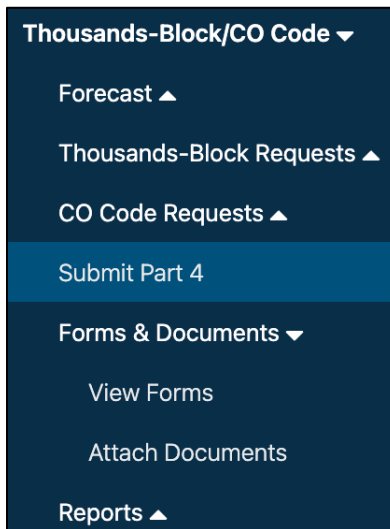 Thousands-Block/CO Code
Forecast
Thousands-Block Requests
CO Code Requests
Submit Part 4
Forms & Documents
View Forms
Attach Documents
Reports